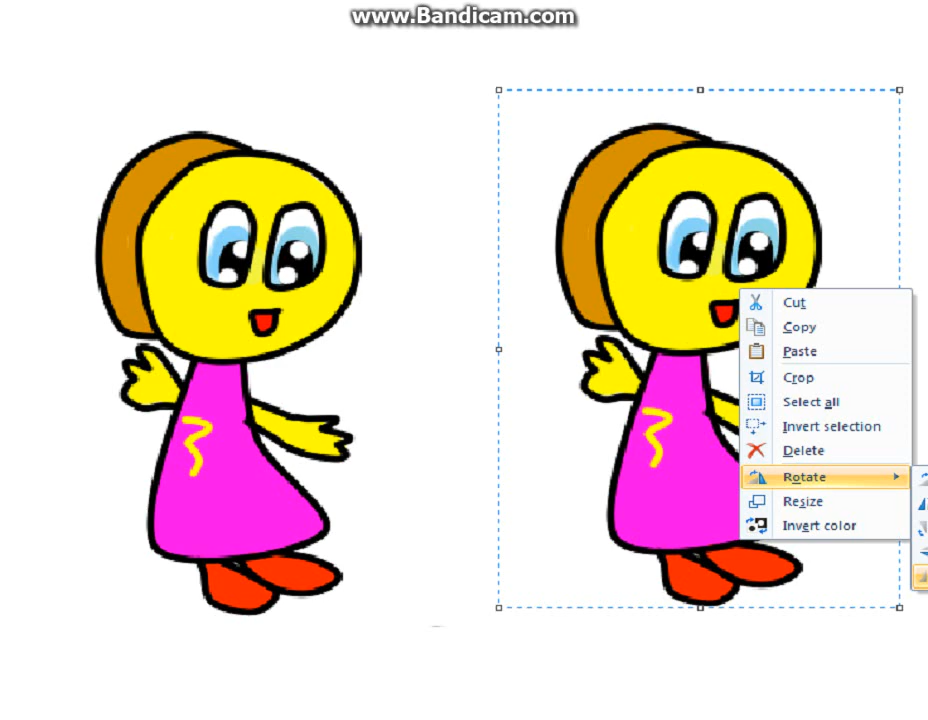 www.Bandicam.com
Cut
Copy
Paste
Crop
Select all
Invert selection
Delete
Rotate
Resize
Invert color